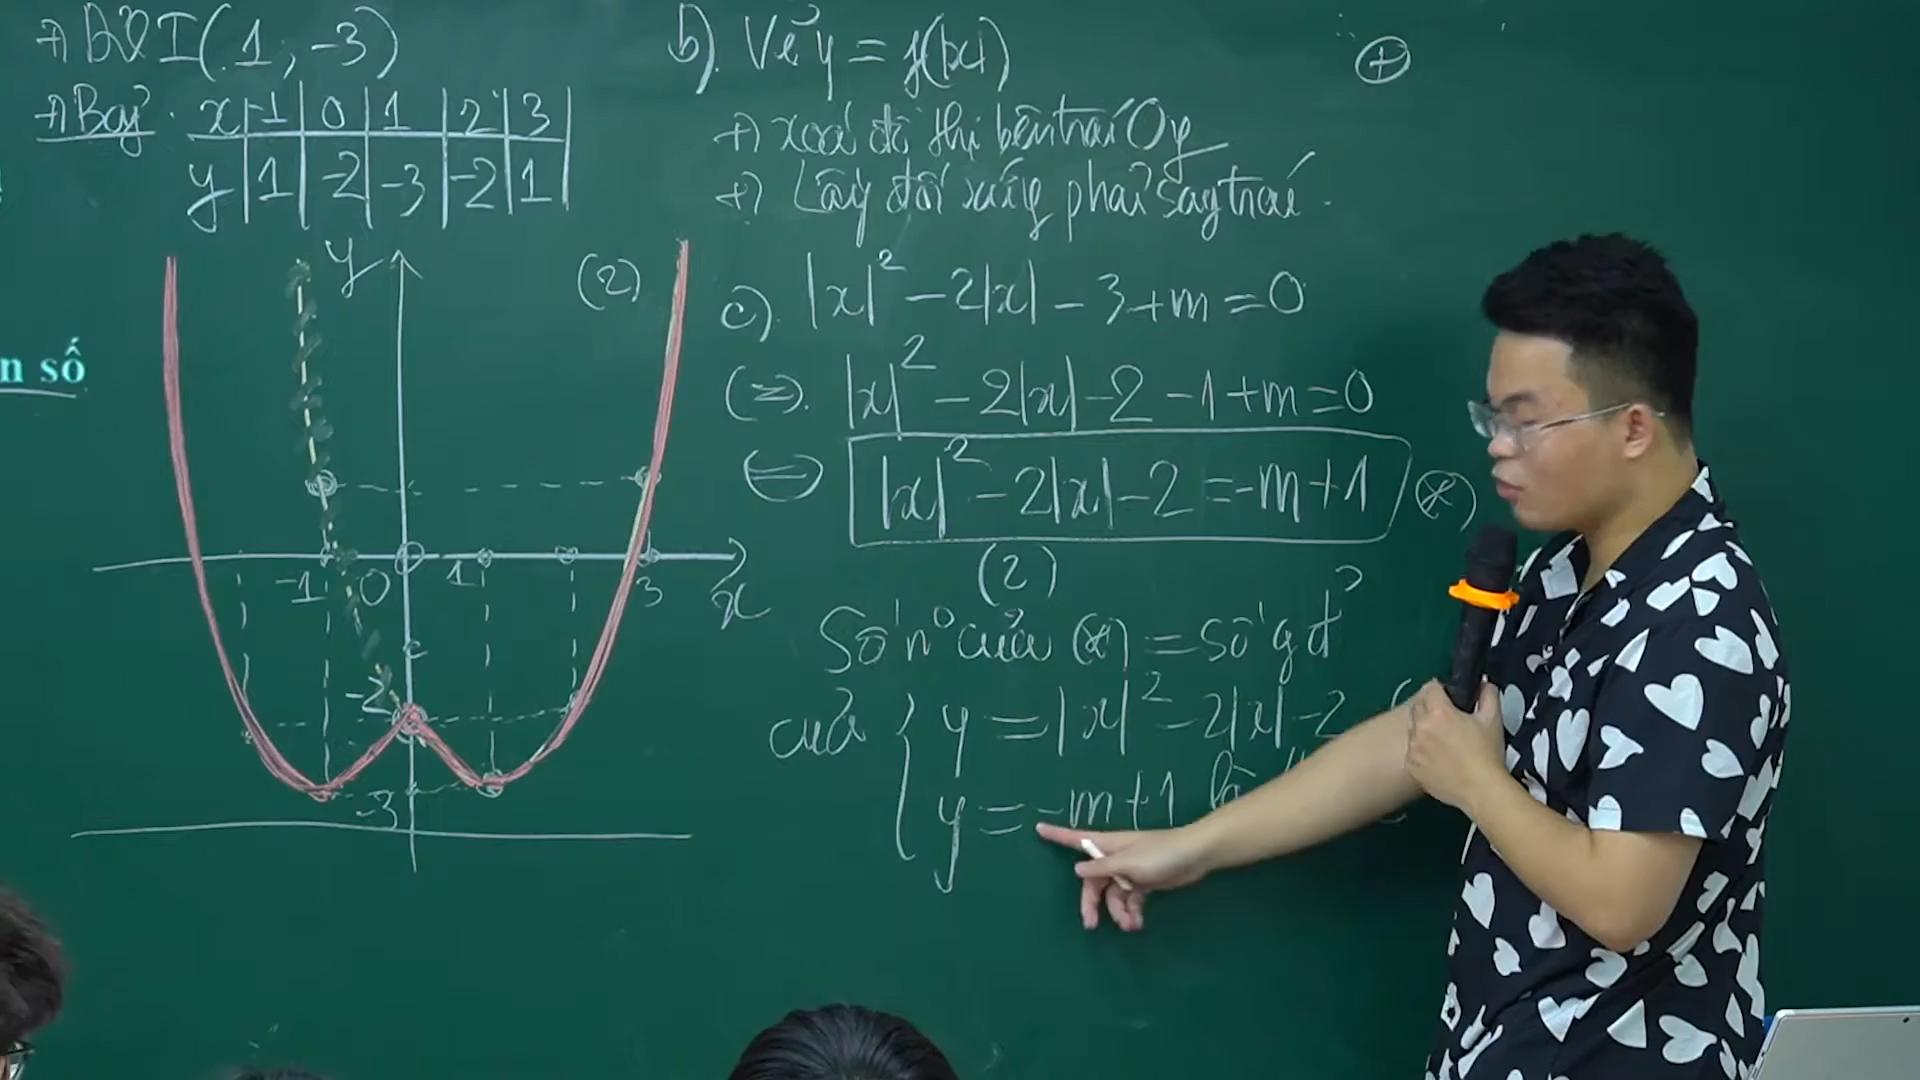 +) Đỉnh I(1; -3)
+) Bảng:
x | -1 | 0 | 1 | 2 | 3
y | 1 | -2 | -3 | -2 | 1
y
(2)
-1 0 1 3 x
-2
-3
n số
b). Vẽ y = f(|x|)
+) xoá đồ thị bên trái Oy
+) Lấy đối xứng phải sang trái.
c). |x|² - 2|x| - 3 + m = 0
(=). |x|² - 2|x| - 2 - 1 + m = 0
(=) |x|² - 2|x| - 2 = -m + 1 (*)
(2)
Số n⁰ của (*) = số gđ
của { y = |x|² - 2|x| - 2
y = -m + 1 là
(+)